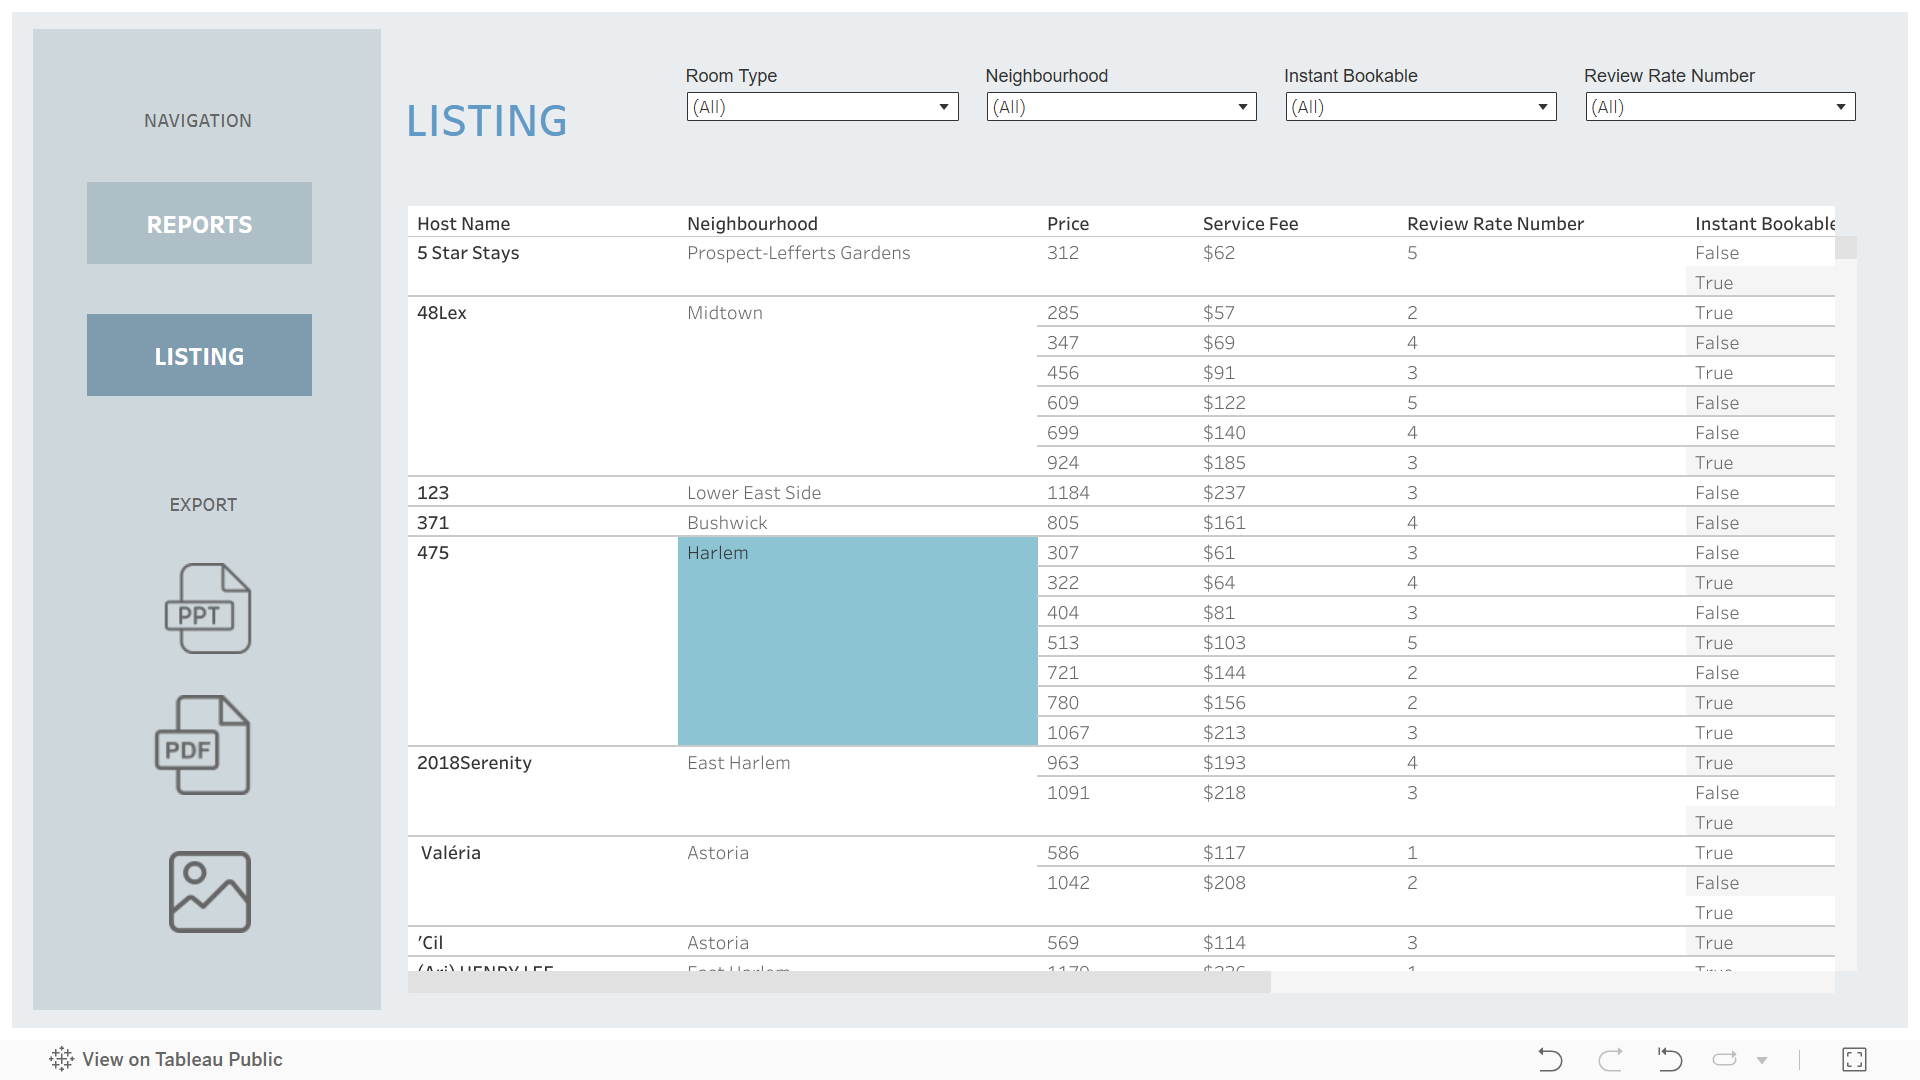 NAVIGATION
REPORTS
LISTING
EXPORT
PPT
PDF
LISTING
Room Type Neighbourhood Instant Bookable Review Rate Number
(All) (All) (All) (All)
Host Name Neighbourhood Price Service Fee Review Rate Number Instant Bookable
5 Star Stays Prospect-Lefferts Gardens 312 $62 5 False
True
48Lex Midtown 285 $57 2 True
347 $69 4 False
456 $91 3 True
609 $122 5 False
699 $140 4 False
924 $185 3 True
123 Lower East Side 1184 $237 3 False
371 Bushwick 805 $161 4 False
475 Harlem 307 $61 3 False
322 $64 4 True
404 $81 3 False
513 $103 5 True
721 $144 2 False
780 $156 2 True
1067 $213 3 True
2018Serenity East Harlem 963 $193 4 True
1091 $218 3 False
True
Valéria Astoria 586 $117 1 True
1042 $208 2 False
True
’Cil Astoria 569 $114 3 True
(Ari) HENRY LEE East Harlem
View on Tableau Public